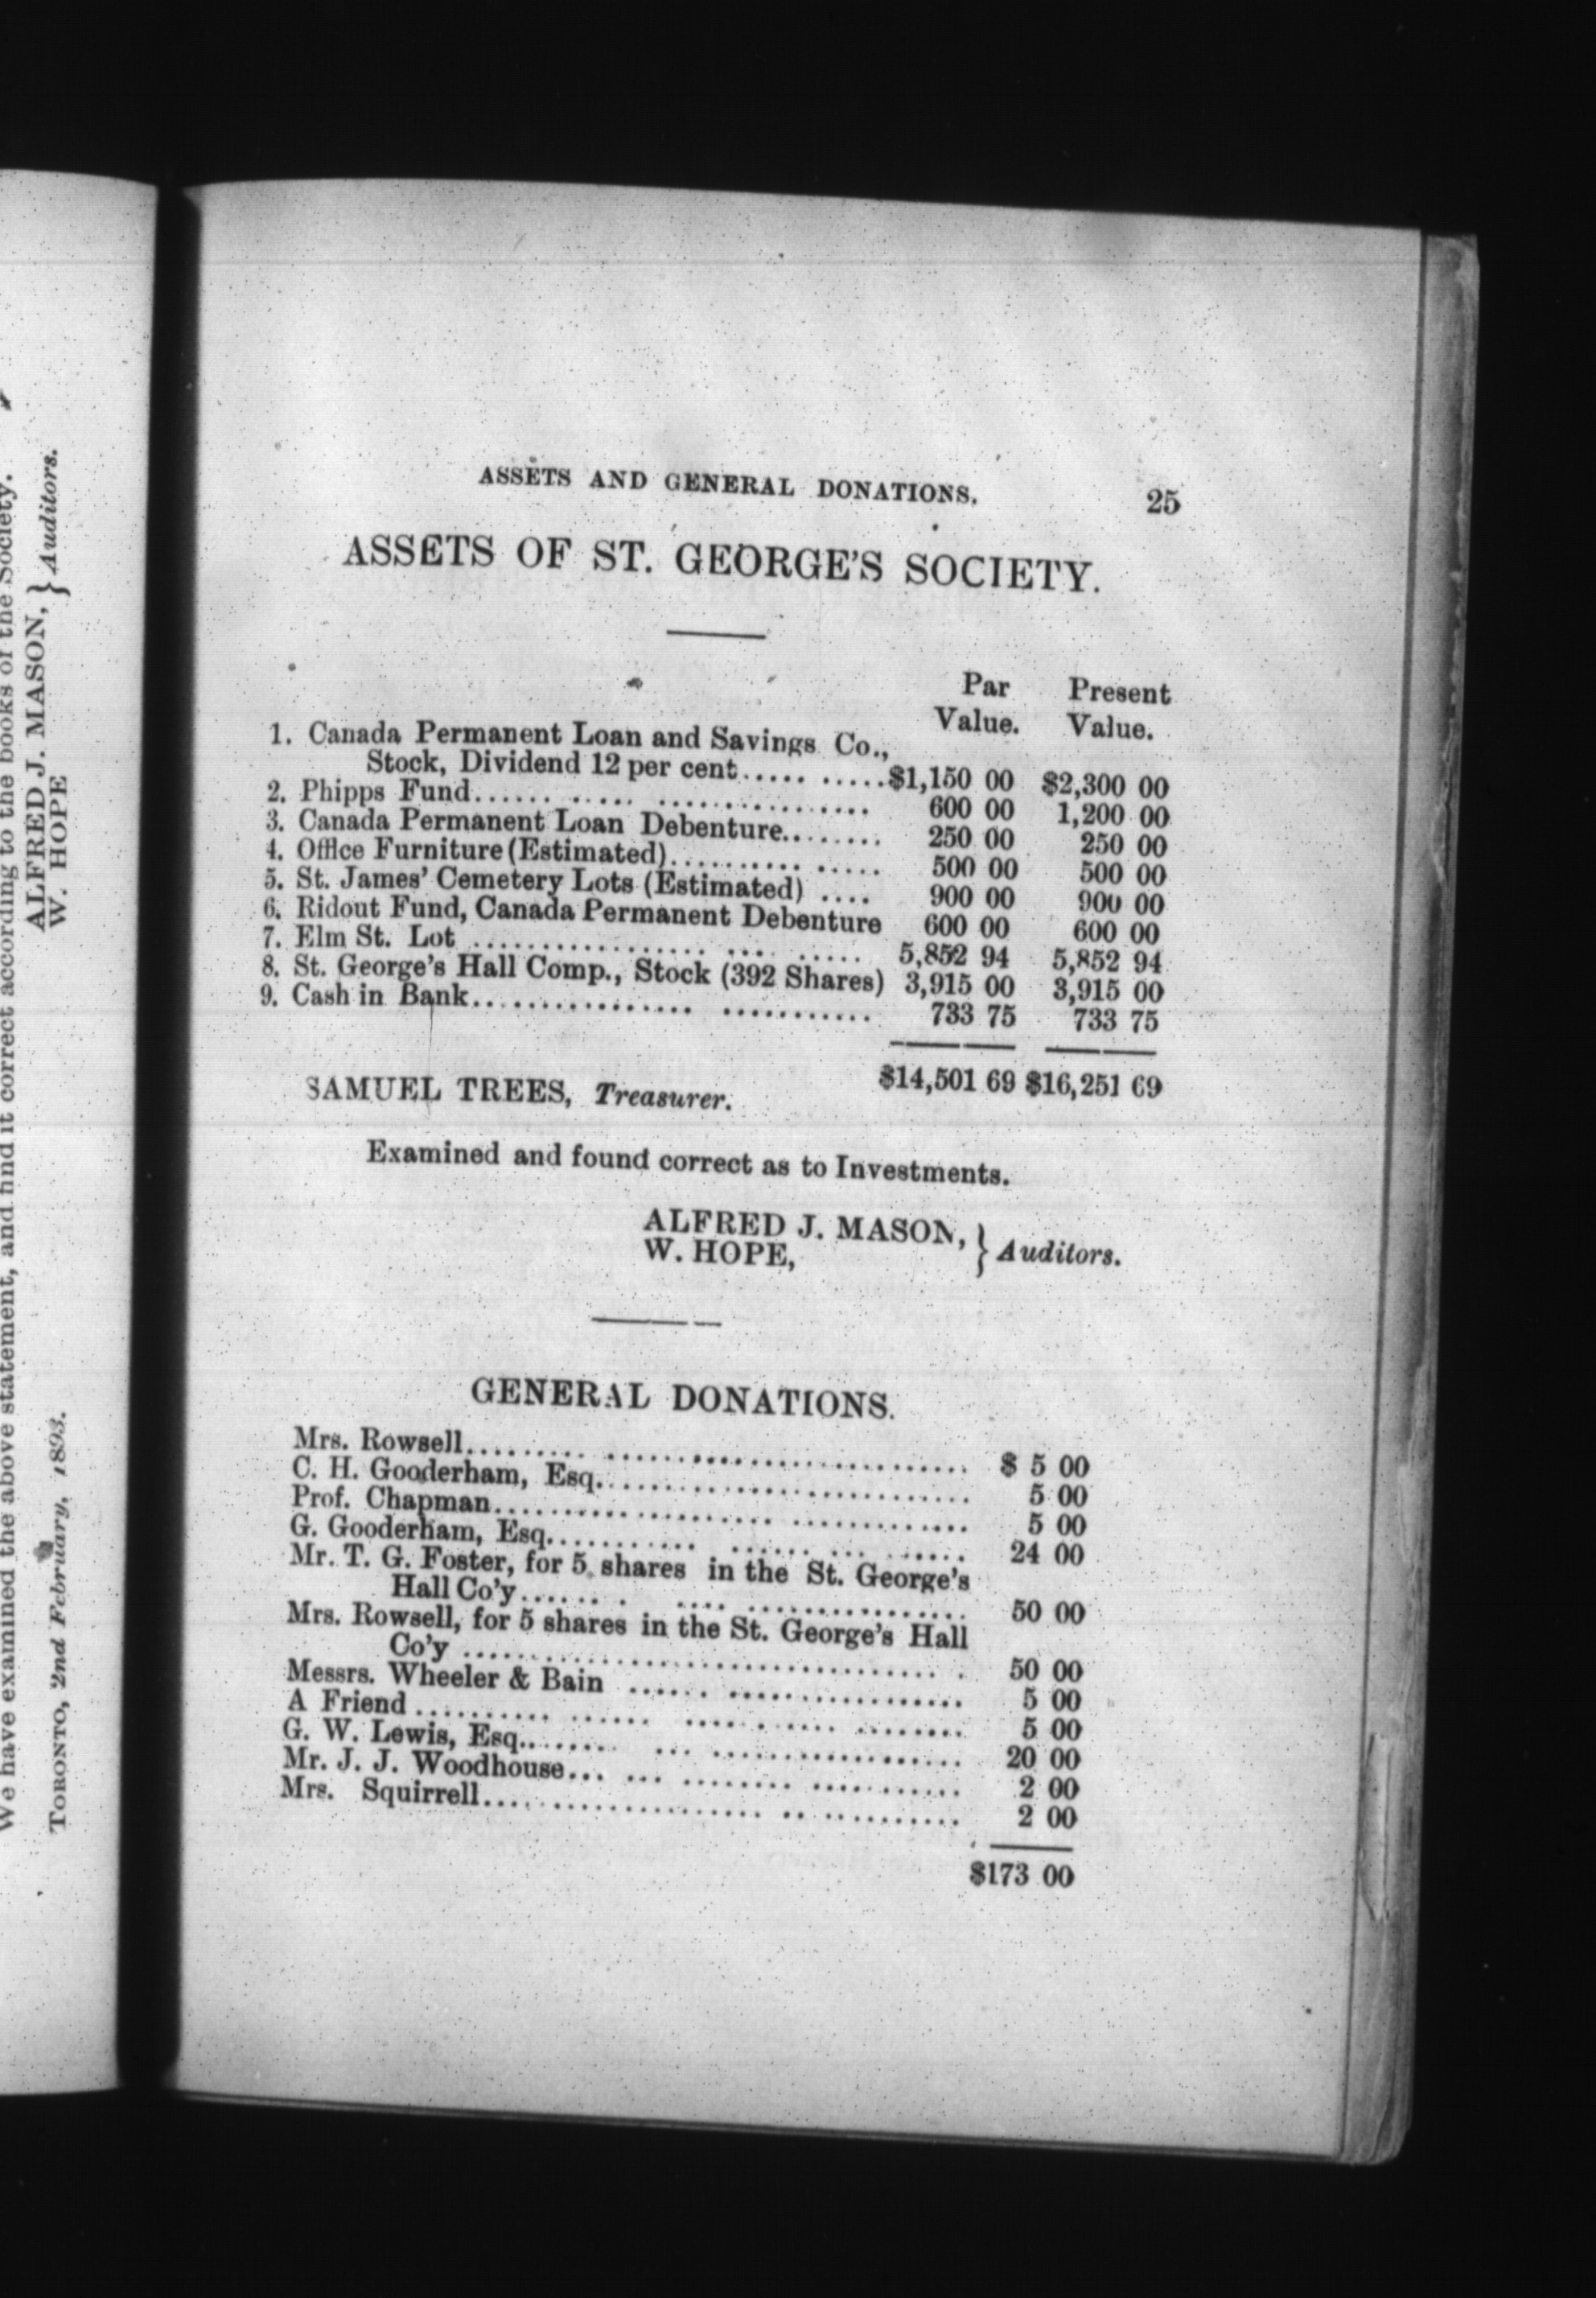 We have examined the above statement, and find it correct according to the books of the Society.
ALFRED J. MASON,
W. HOPE
} Auditors.
TORONTO, 2nd February, 1893.
ASSETS AND GENERAL DONATIONS. 25
ASSETS OF ST. GEORGE'S SOCIETY.
Par Present
Value. Value.
1. Canada Permanent Loan and Savings Co.,
Stock, Dividend 12 per cent..... .....$1,150 00 $2,300 00
2. Phipps Fund...... ..... ................ 600 00 1,200 00
3. Canada Permanent Loan Debenture........ 250 00 250 00
4. Office Furniture (Estimated).......... ..... 500 00 500 00
5. St. James' Cemetery Lots (Estimated) .... 900 00 900 00
6. Ridout Fund, Canada Permanent Debenture 600 00 600 00
7. Elm St. Lot ................. ... ..... 5,852 94 5,852 94
8. St. George's Hall Comp., Stock (392 Shares) 3,915 00 3,915 00
9. Cash in Bank................ ........... 733 75 733 75
$14,501 69 $16,251 69
SAMUEL TREES, Treasurer.
Examined and found correct as to Investments.
ALFRED J. MASON,
W. HOPE,
} Auditors.
GENERAL DONATIONS.
Mrs. Rowsell.......... .............................. $ 5 00
C. H. Gooderham, Esq............................... 5 00
Prof. Chapman.................... ............. 5 00
G. Gooderham, Esq............ ...... ... ...... 24 00
Mr. T. G. Foster, for 5 shares in the St. George's
Hall Co'y....... . .... ................ 50 00
Mrs. Rowsell, for 5 shares in the St. George's Hall
Co'y ................................... . 50 00
Messrs. Wheeler & Bain ...... ................. 5 00
A Friend .......... ...... .... . ..... ........ 5 00
G. W. Lewis, Esq......... ... .................. 20 00
Mr. J. J. Woodhouse... ... ........ ........... 2 00
Mrs. Squirrell.... ................... .. .......... 2 00
$173 00